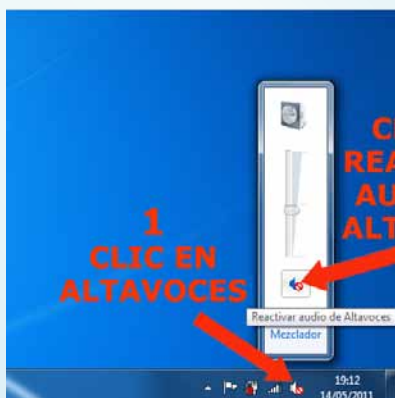 1
CLIC EN
ALTAVOCES
Reactivar audio de Altavoces
Mezclador
19:12
14/05/2011